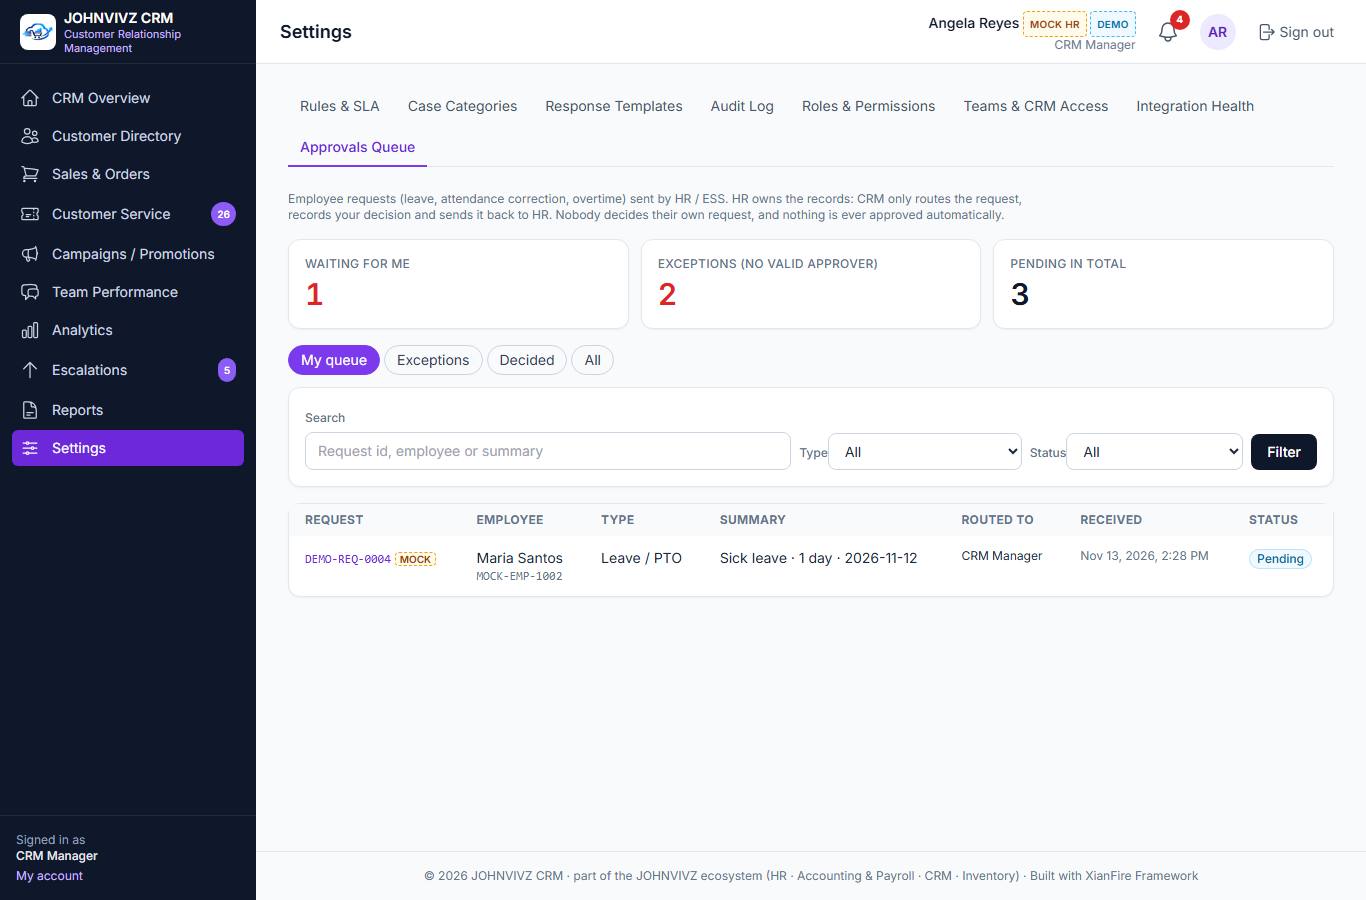 JOHNVIVZ CRM
Customer Relationship
Management
CRM Overview
Customer Directory
Sales & Orders
Customer Service 26
Campaigns / Promotions
Team Performance
Analytics
Escalations 5
Reports
Settings
Signed in as
CRM Manager
My account
Settings
Angela Reyes MOCK HR DEMO
CRM Manager
4
AR
Sign out
Rules & SLA Case Categories Response Templates Audit Log Roles & Permissions Teams & CRM Access Integration Health
Approvals Queue
Employee requests (leave, attendance correction, overtime) sent by HR / ESS. HR owns the records: CRM only routes the request,
records your decision and sends it back to HR. Nobody decides their own request, and nothing is ever approved automatically.
WAITING FOR ME
1
EXCEPTIONS (NO VALID APPROVER)
2
PENDING IN TOTAL
3
My queue Exceptions Decided All
Search
Request id, employee or summary Type All Status All Filter
REQUEST EMPLOYEE TYPE SUMMARY ROUTED TO RECEIVED STATUS
DEMO-REQ-0004 MOCK Maria Santos Leave / PTO Sick leave · 1 day · 2026-11-12 CRM Manager Nov 13, 2026, 2:28 PM Pending
MOCK-EMP-1002
© 2026 JOHNVIVZ CRM · part of the JOHNVIVZ ecosystem (HR · Accounting & Payroll · CRM · Inventory) · Built with XianFire Framework